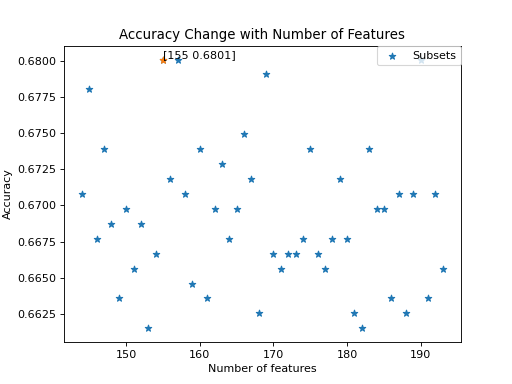 Accuracy Change with Number of Features
[155 0.6801]
Subsets
0.6800
0.6775
0.6750
0.6725
0.6700
0.6675
0.6650
0.6625
Accuracy
150 160 170 180 190
Number of features